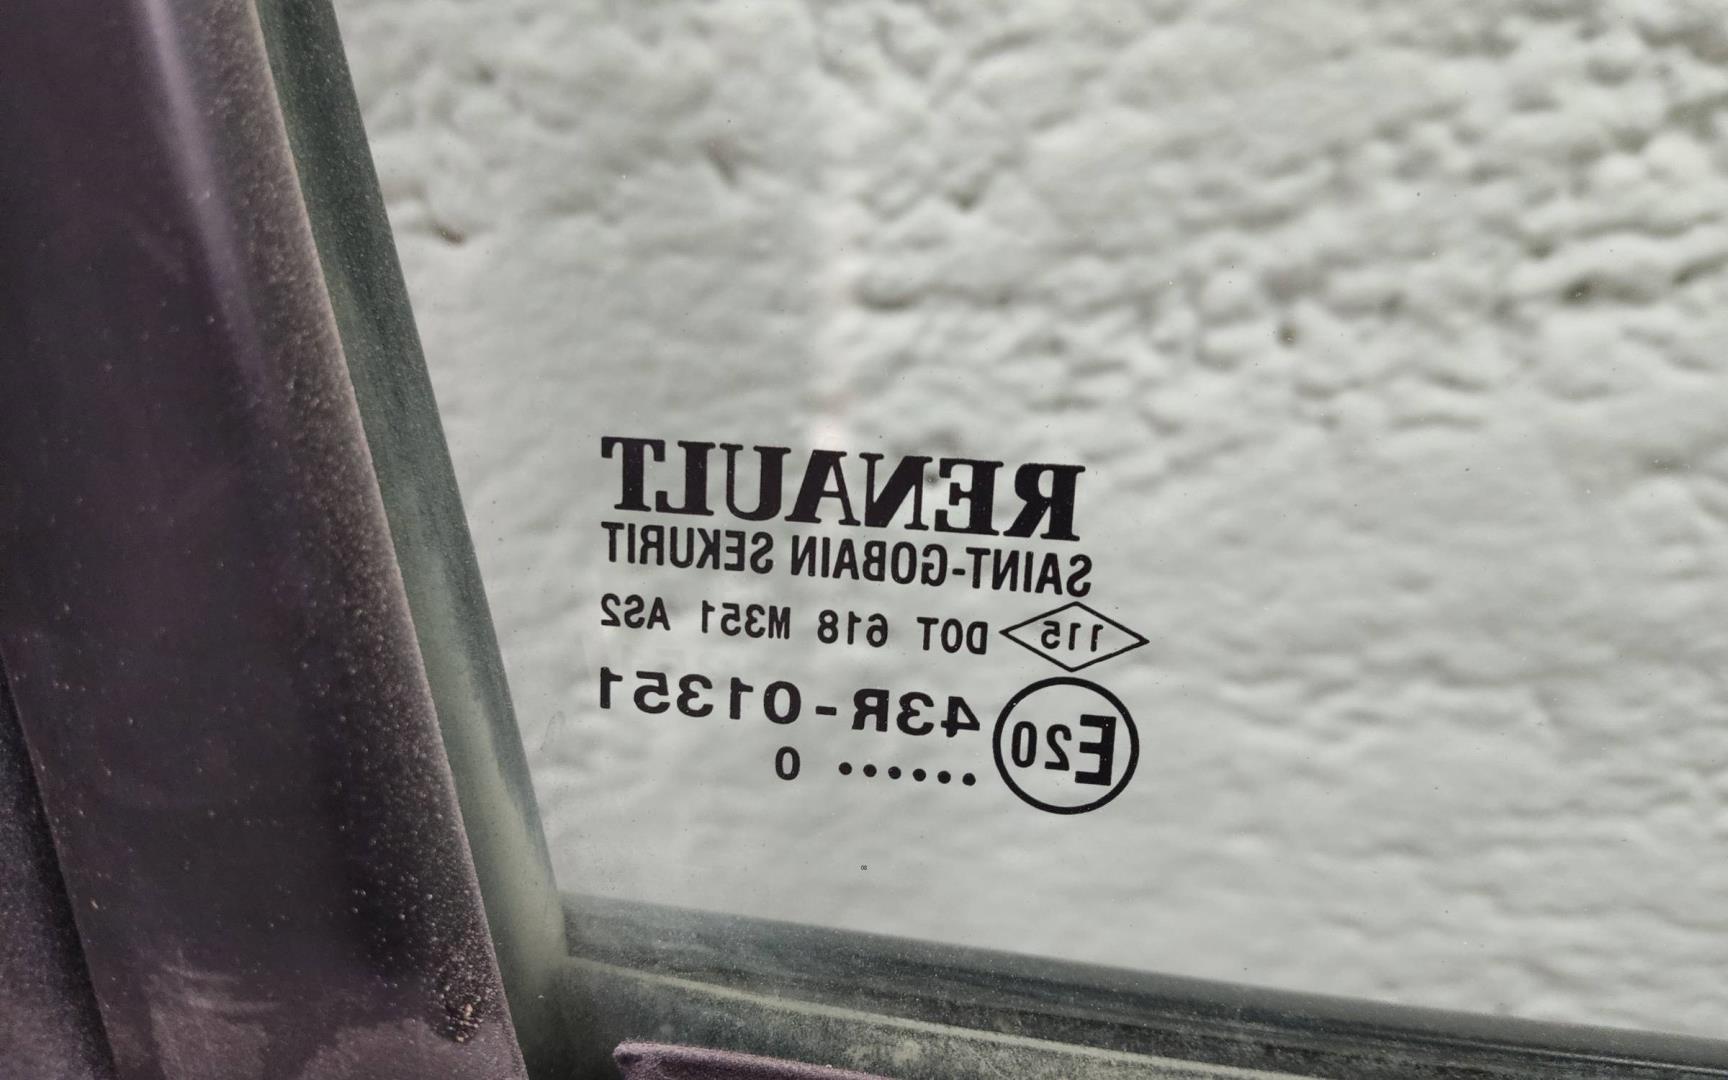 RENAULT
SAINT-GOBAIN SEKURIT
115 DOT 618 M351 AS2
E20 43R-01351
...... 0